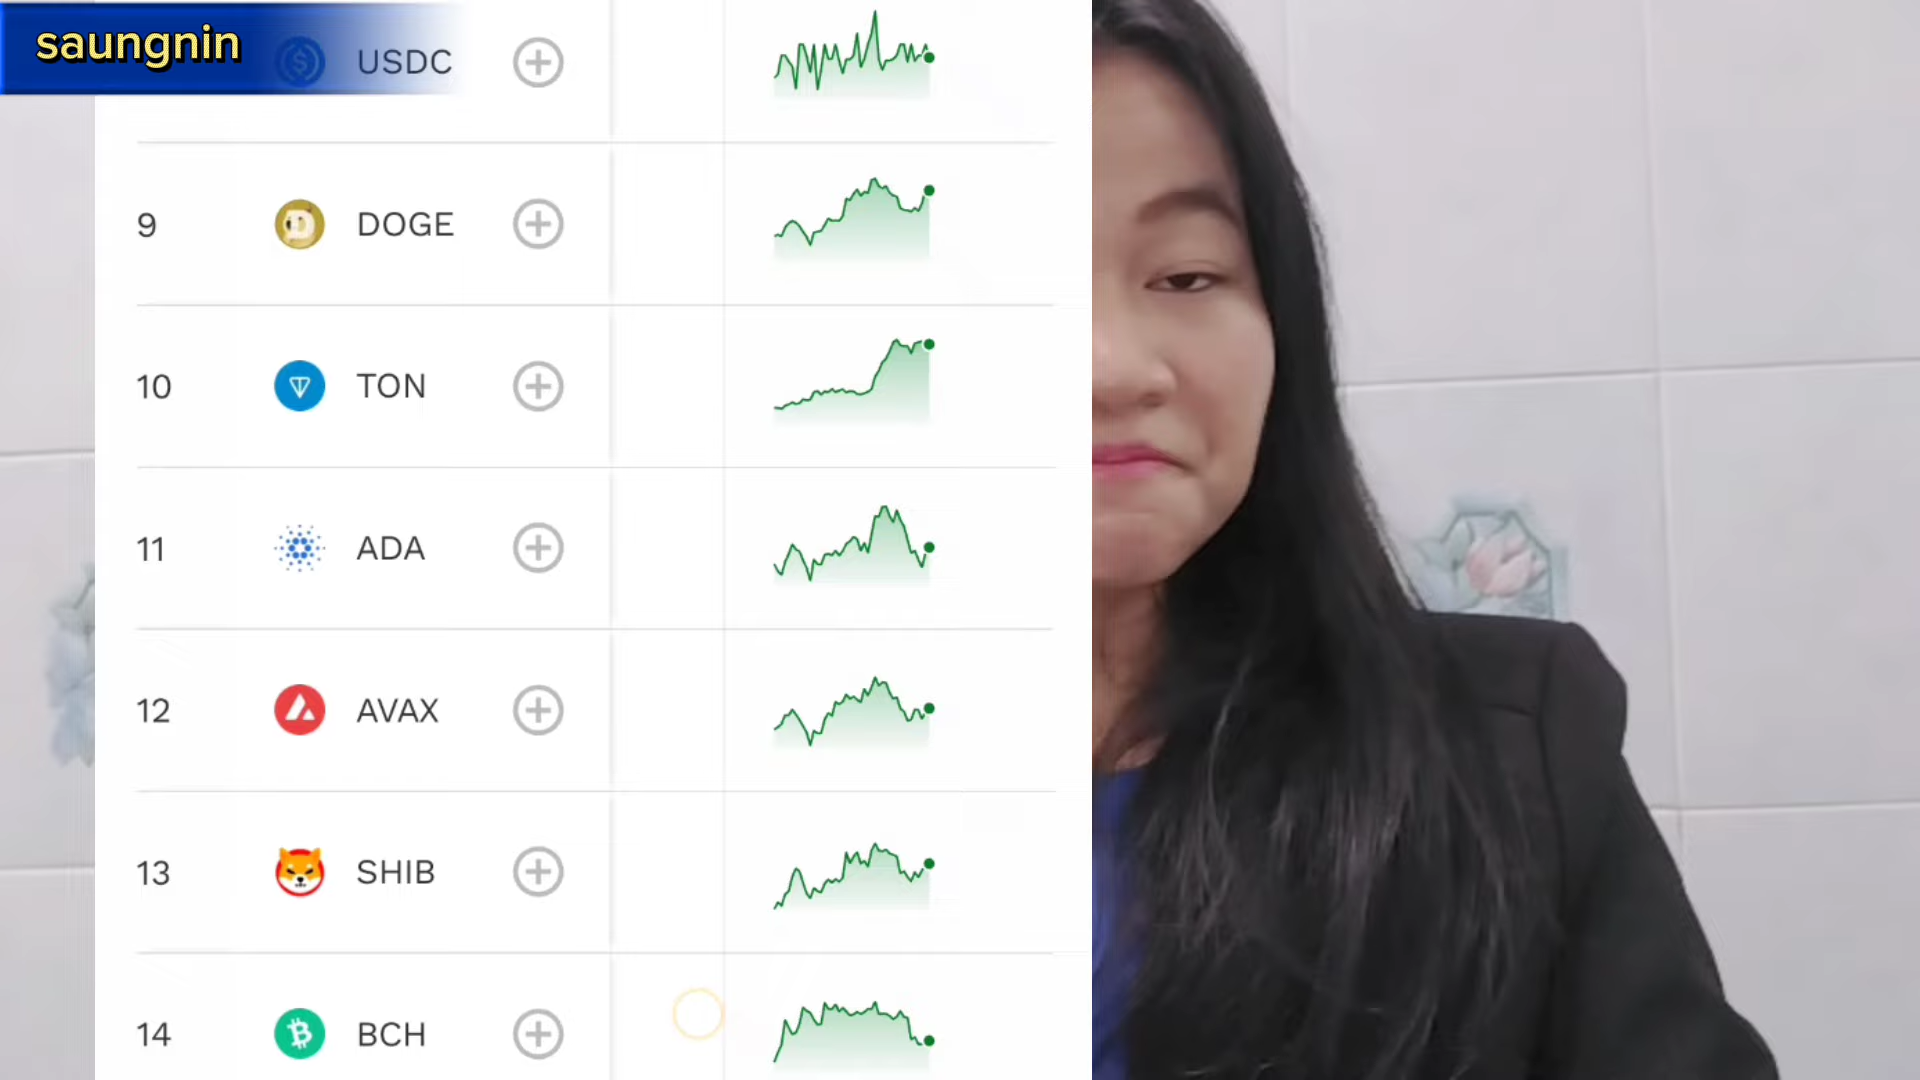 saungnin
USDC
9 DOGE
10 TON
11 ADA
12 AVAX
13 SHIB
14 BCH